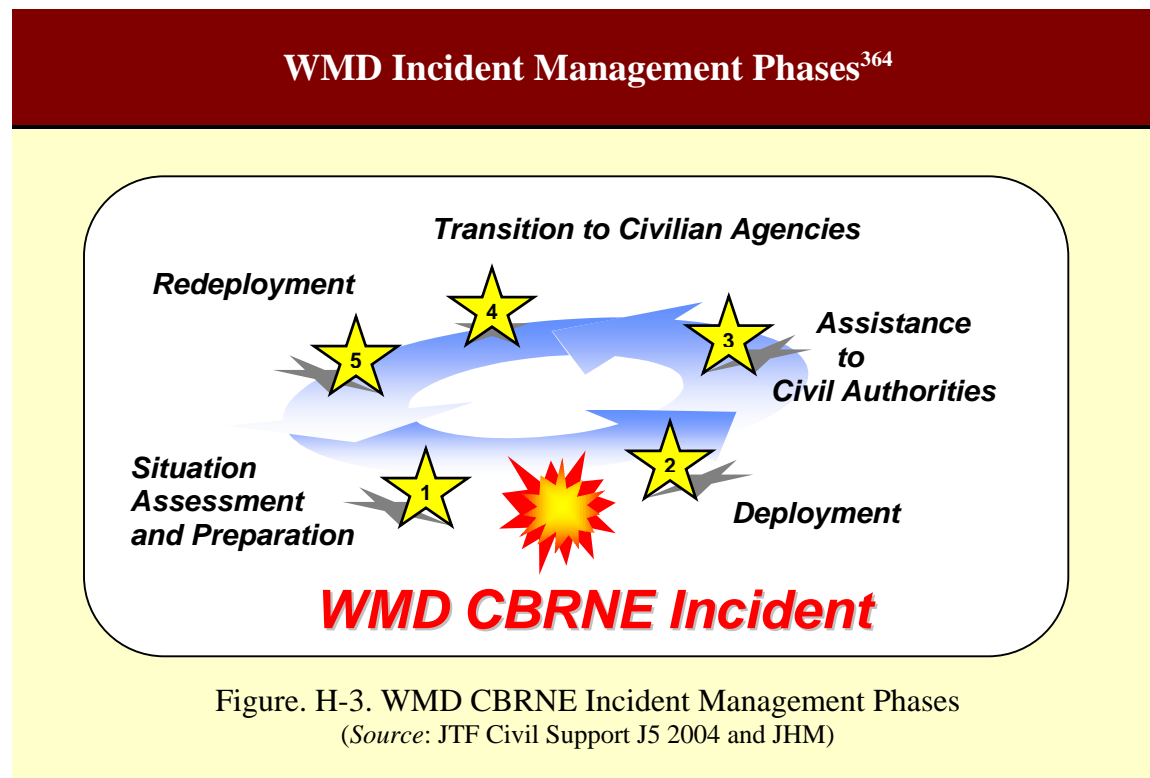 WMD Incident Management Phases364
Transition to Civilian Agencies
Redeployment
4
3
Assistance
to
Civil Authorities
5
Situation
Assessment
and Preparation
1
2
Deployment
WMD CBRNE Incident
Figure. H-3. WMD CBRNE Incident Management Phases
(Source: JTF Civil Support J5 2004 and JHM)